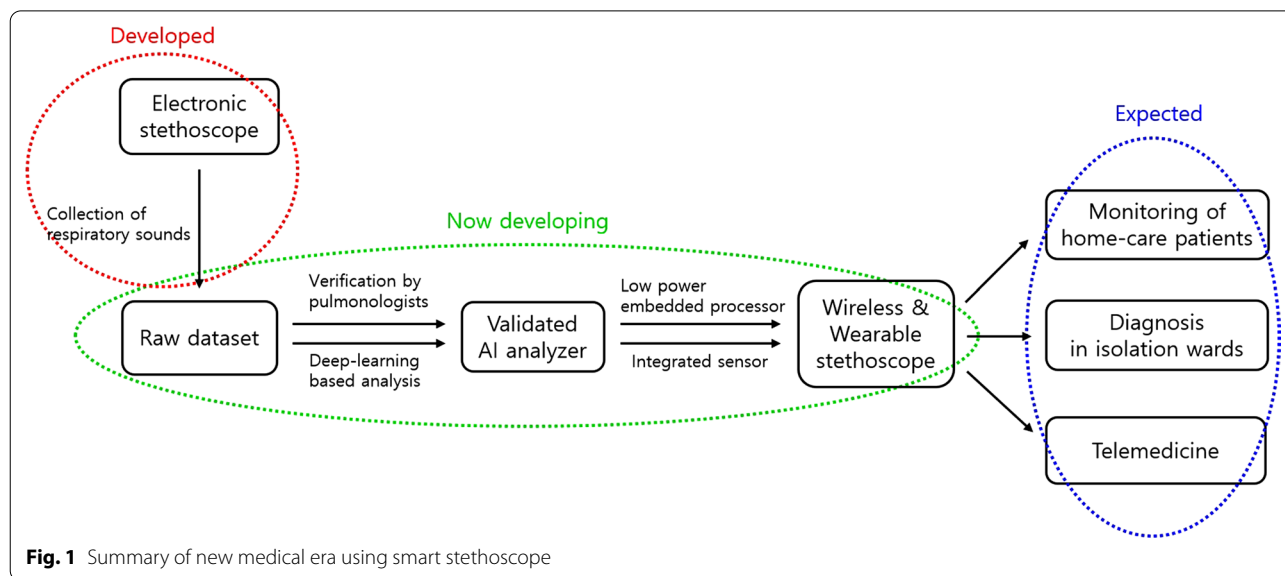 Developed
Electronic
stethoscope
Collection of
respiratory sounds
Now developing
Raw dataset
Verification by
pulmonologists
Deep-learning
based analysis
Validated
AI analyzer
Low power
embedded processor
Integrated sensor
Wireless &
Wearable
stethoscope
Expected
Monitoring of
home-care patients
Diagnosis
in isolation wards
Telemedicine
Fig. 1 Summary of new medical era using smart stethoscope